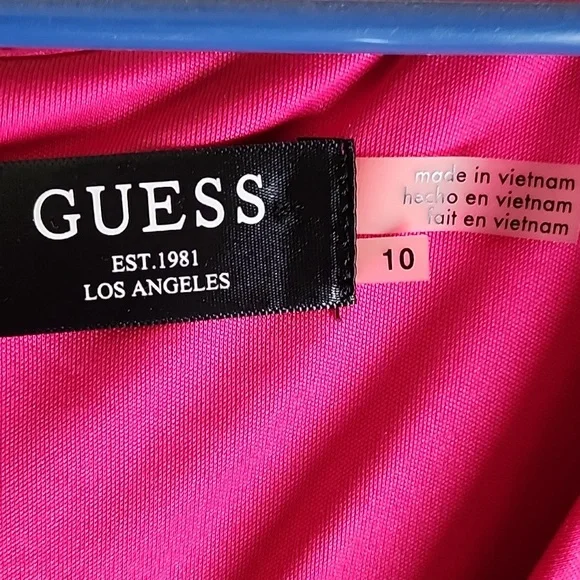 GUESS
EST.1981
LOS ANGELES
made in vietnam
hecho en vietnam
fait en vietnam
10